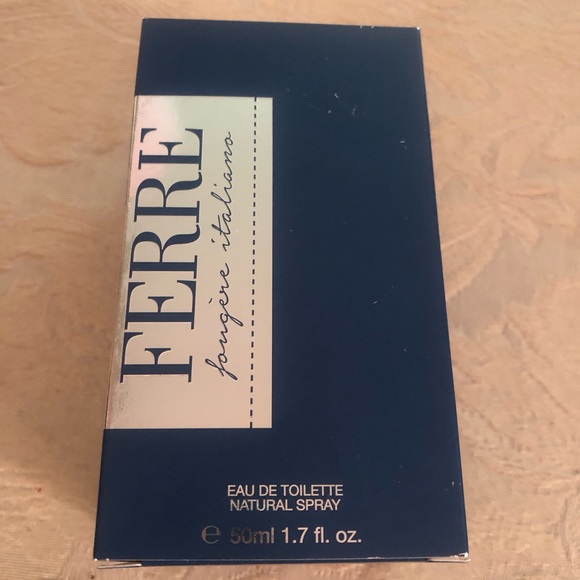 FERRE
fougère italiano
EAU DE TOILETTE
NATURAL SPRAY
℮ 50ml 1.7 fl. oz.